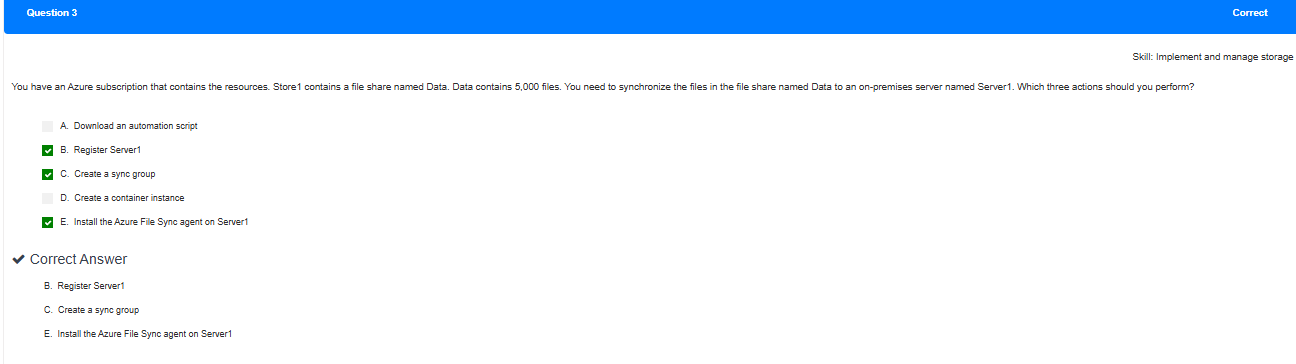 Question 3 Correct
Skill: Implement and manage storage
You have an Azure subscription that contains the resources. Store1 contains a file share named Data. Data contains 5,000 files. You need to synchronize the files in the file share named Data to an on-premises server named Server1. Which three actions should you perform?
A. Download an automation script
B. Register Server1
C. Create a sync group
D. Create a container instance
E. Install the Azure File Sync agent on Server1
Correct Answer
B. Register Server1
C. Create a sync group
E. Install the Azure File Sync agent on Server1